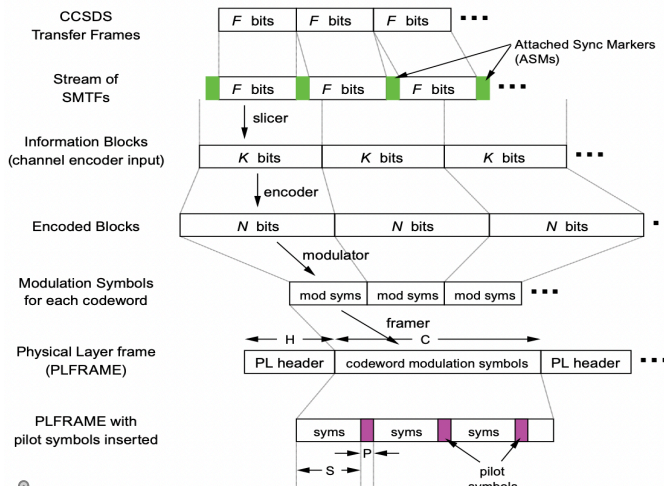 CCSDS
Transfer Frames
F bits
F bits
F bits
Attached Sync Markers
(ASMs)
Stream of
SMTFs
F bits
F bits
F bits
slicer
Information Blocks
(channel encoder input)
K bits
K bits
K bits
encoder
Encoded Blocks
N bits
N bits
N bits
modulator
Modulation Symbols
for each codeword
mod syms
mod syms
mod syms
framer
H
C
Physical Layer frame
(PLFRAME)
PL header
codeword modulation symbols
PL header
PLFRAME with
pilot symbols inserted
syms
syms
syms
P
S
pilot
symbols